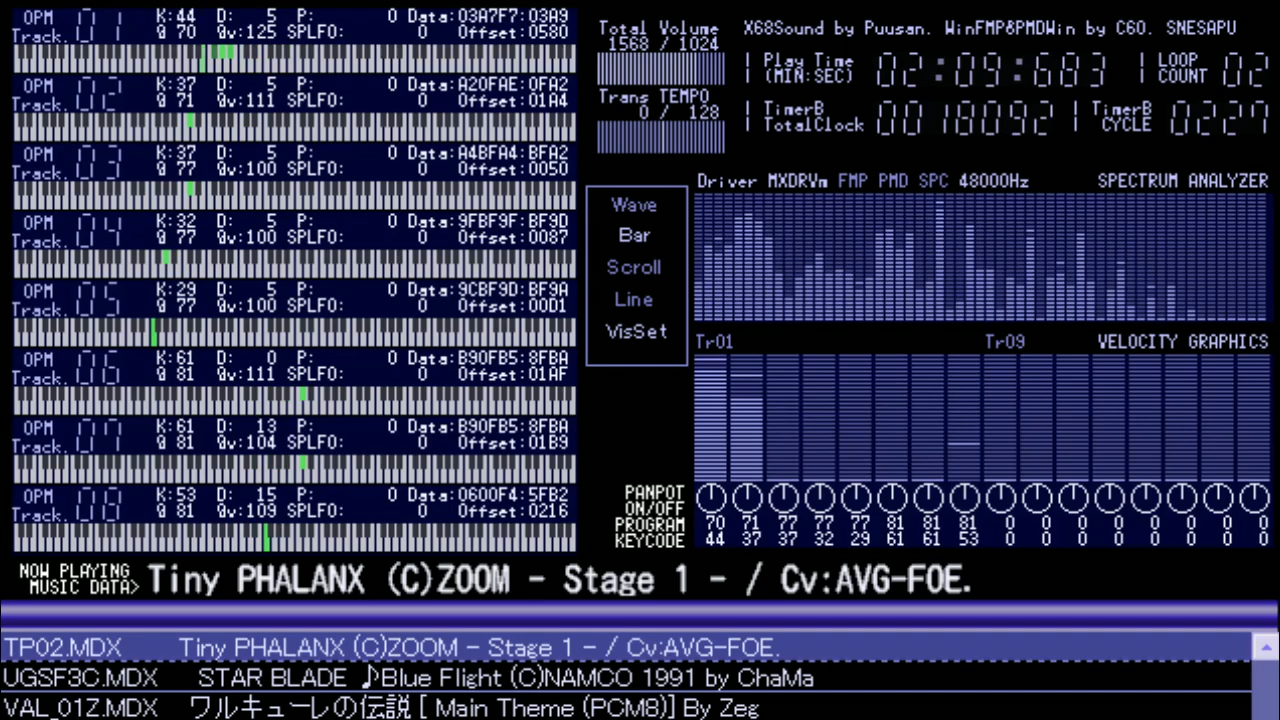 OPM Track. 01 K:44 D: 5 P: 0 Data:03A7F7:03A9
@ 70 @v:125 SPLFO: 0 Offset:0580
OPM Track. 02 K:37 D: 5 P: 0 Data:A20FAE:0FA2
@ 71 @v:111 SPLFO: 0 Offset:01A4
OPM Track. 03 K:37 D: 5 P: 0 Data:A4BFA4:BFA2
@ 77 @v:100 SPLFO: 0 Offset:0050
OPM Track. 04 K:32 D: 5 P: 0 Data:9FBF9F:BF9D
@ 77 @v:100 SPLFO: 0 Offset:0087
OPM Track. 05 K:29 D: 5 P: 0 Data:9CBF9D:BF9A
@ 77 @v:100 SPLFO: 0 Offset:00D1
OPM Track. 06 K:61 D: 0 P: 0 Data:B90FB5:8FBA
@ 81 @v:111 SPLFO: 0 Offset:01AF
OPM Track. 07 K:61 D: 13 P: 0 Data:B90FB5:8FBA
@ 81 @v:104 SPLFO: 0 Offset:01B9
OPM Track. 08 K:53 D: 15 P: 0 Data:0600F4:5FB2
@ 81 @v:109 SPLFO: 0 Offset:0216
Total Volume
1568 / 1024
Trans TEMPO
0 / 128
X68Sound by Puusan. WinFMP&PMDWin by C60. SNESAPU
Play Time (MIN:SEC) 02:09:683 LOOP COUNT 02
TimerB TotalClock 0018092 TimerB CYCLE 0227
Wave
Bar
Scroll
Line
VisSet
Driver MXDRVm FMP PMD SPC 48000Hz SPECTRUM ANALYZER
Tr01 Tr09 VELOCITY GRAPHICS
PANPOT
ON/OFF
PROGRAM 70 71 77 77 77 81 81 81 0 0 0 0 0 0 0 0
KEYCODE 44 37 37 32 29 61 61 53 0 0 0 0 0 0 0 0
NOW PLAYING MUSIC DATA> Tiny PHALANX (C)ZOOM - Stage 1 - / Cv:AVG-FOE.
TP02.MDX Tiny PHALANX (C)ZOOM - Stage 1 - / Cv:AVG-FOE.
UGSF3C.MDX STAR BLADE ♪Blue Flight (C)NAMCO 1991 by ChaMa
VAL_01Z.MDX ワルキューレの伝説 [ Main Theme (PCM8)] By Zeg